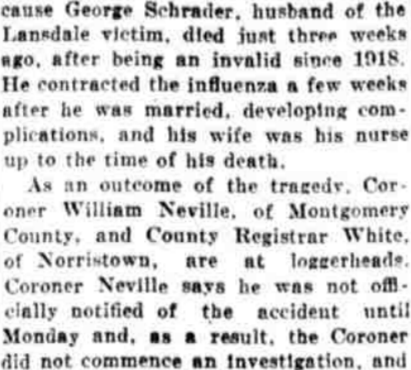 cause George Schrader, husband of the
Lansdale victim, died just three weeks
ago, after being an invalid since 1918.
He contracted the influenza a few weeks
after he was married, developing com-
plications, and his wife was his nurse
up to the time of his death.
As an outcome of the tragedy, Cor-
oner William Neville, of Montgomery
County, and County Registrar White,
of Norristown, are at loggerheads.
Coroner Neville says he was not offi-
cially notified of the accident until
Monday and, as a result, the Coroner
did not commence an investigation, and